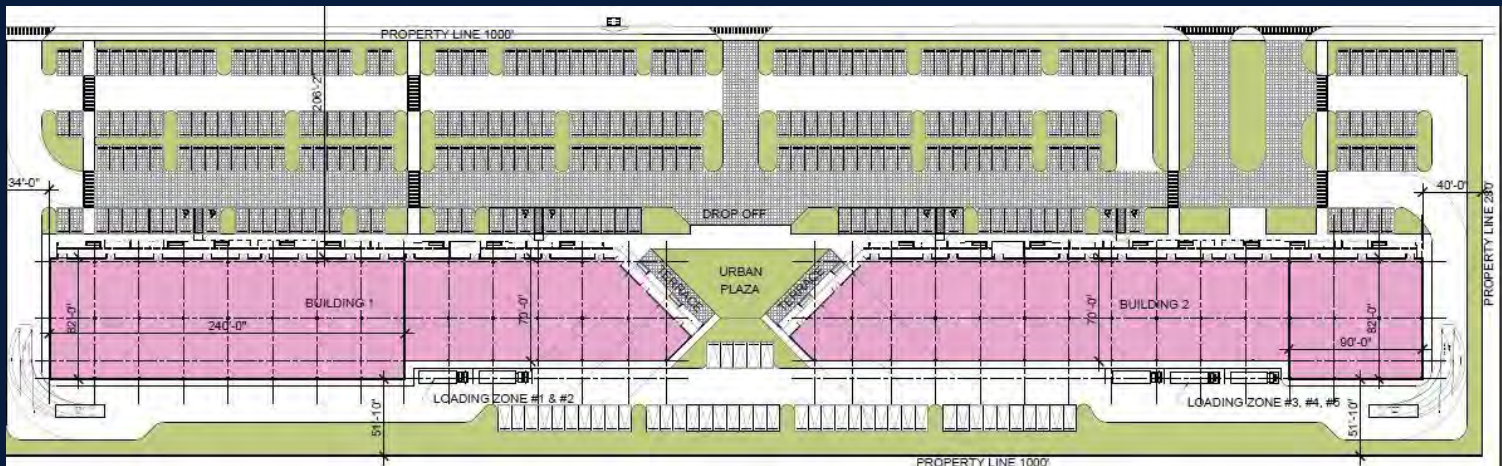 PROPERTY LINE 1000'
206'-2"
34'-0"
40'-0"
DROP OFF
PROPERTY LINE 280'
URBAN
PLAZA
TERRACE
TERRACE
BUILDING 1
BUILDING 2
82'-0"
240'-0"
70'-0"
70'-0"
82'-0"
90'-0"
LOADING ZONE #1 & #2
LOADING ZONE #3, #4, #5
51'-10"
51'-10"
PROPERTY LINE 1000'